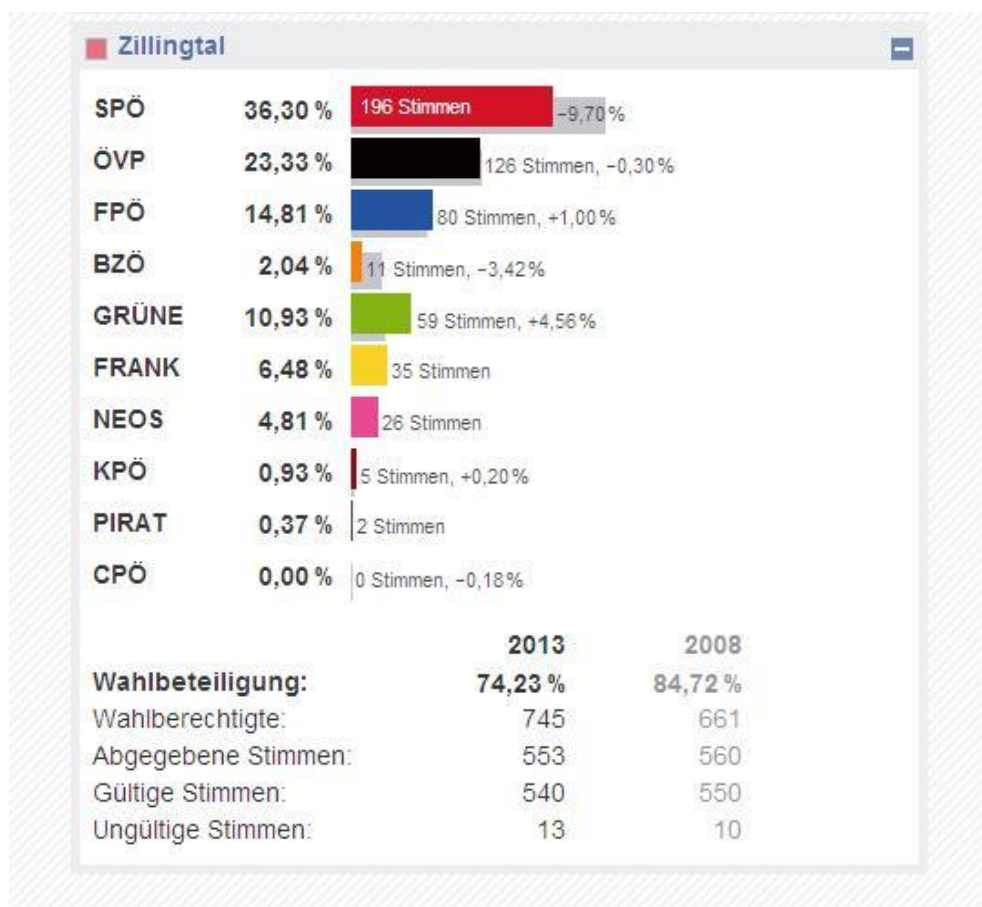 Zillingtal
SPÖ 36,30 % 196 Stimmen −9,70 %
ÖVP 23,33 % 126 Stimmen, −0,30 %
FPÖ 14,81 % 80 Stimmen, +1,00 %
BZÖ 2,04 % 11 Stimmen, −3,42 %
GRÜNE 10,93 % 59 Stimmen, +4,56 %
FRANK 6,48 % 35 Stimmen
NEOS 4,81 % 26 Stimmen
KPÖ 0,93 % 5 Stimmen, +0,20 %
PIRAT 0,37 % 2 Stimmen
CPÖ 0,00 % 0 Stimmen, −0,18 %
2013 2008
Wahlbeteiligung: 74,23 % 84,72 %
Wahlberechtigte: 745 661
Abgegebene Stimmen: 553 560
Gültige Stimmen: 540 550
Ungültige Stimmen: 13 10